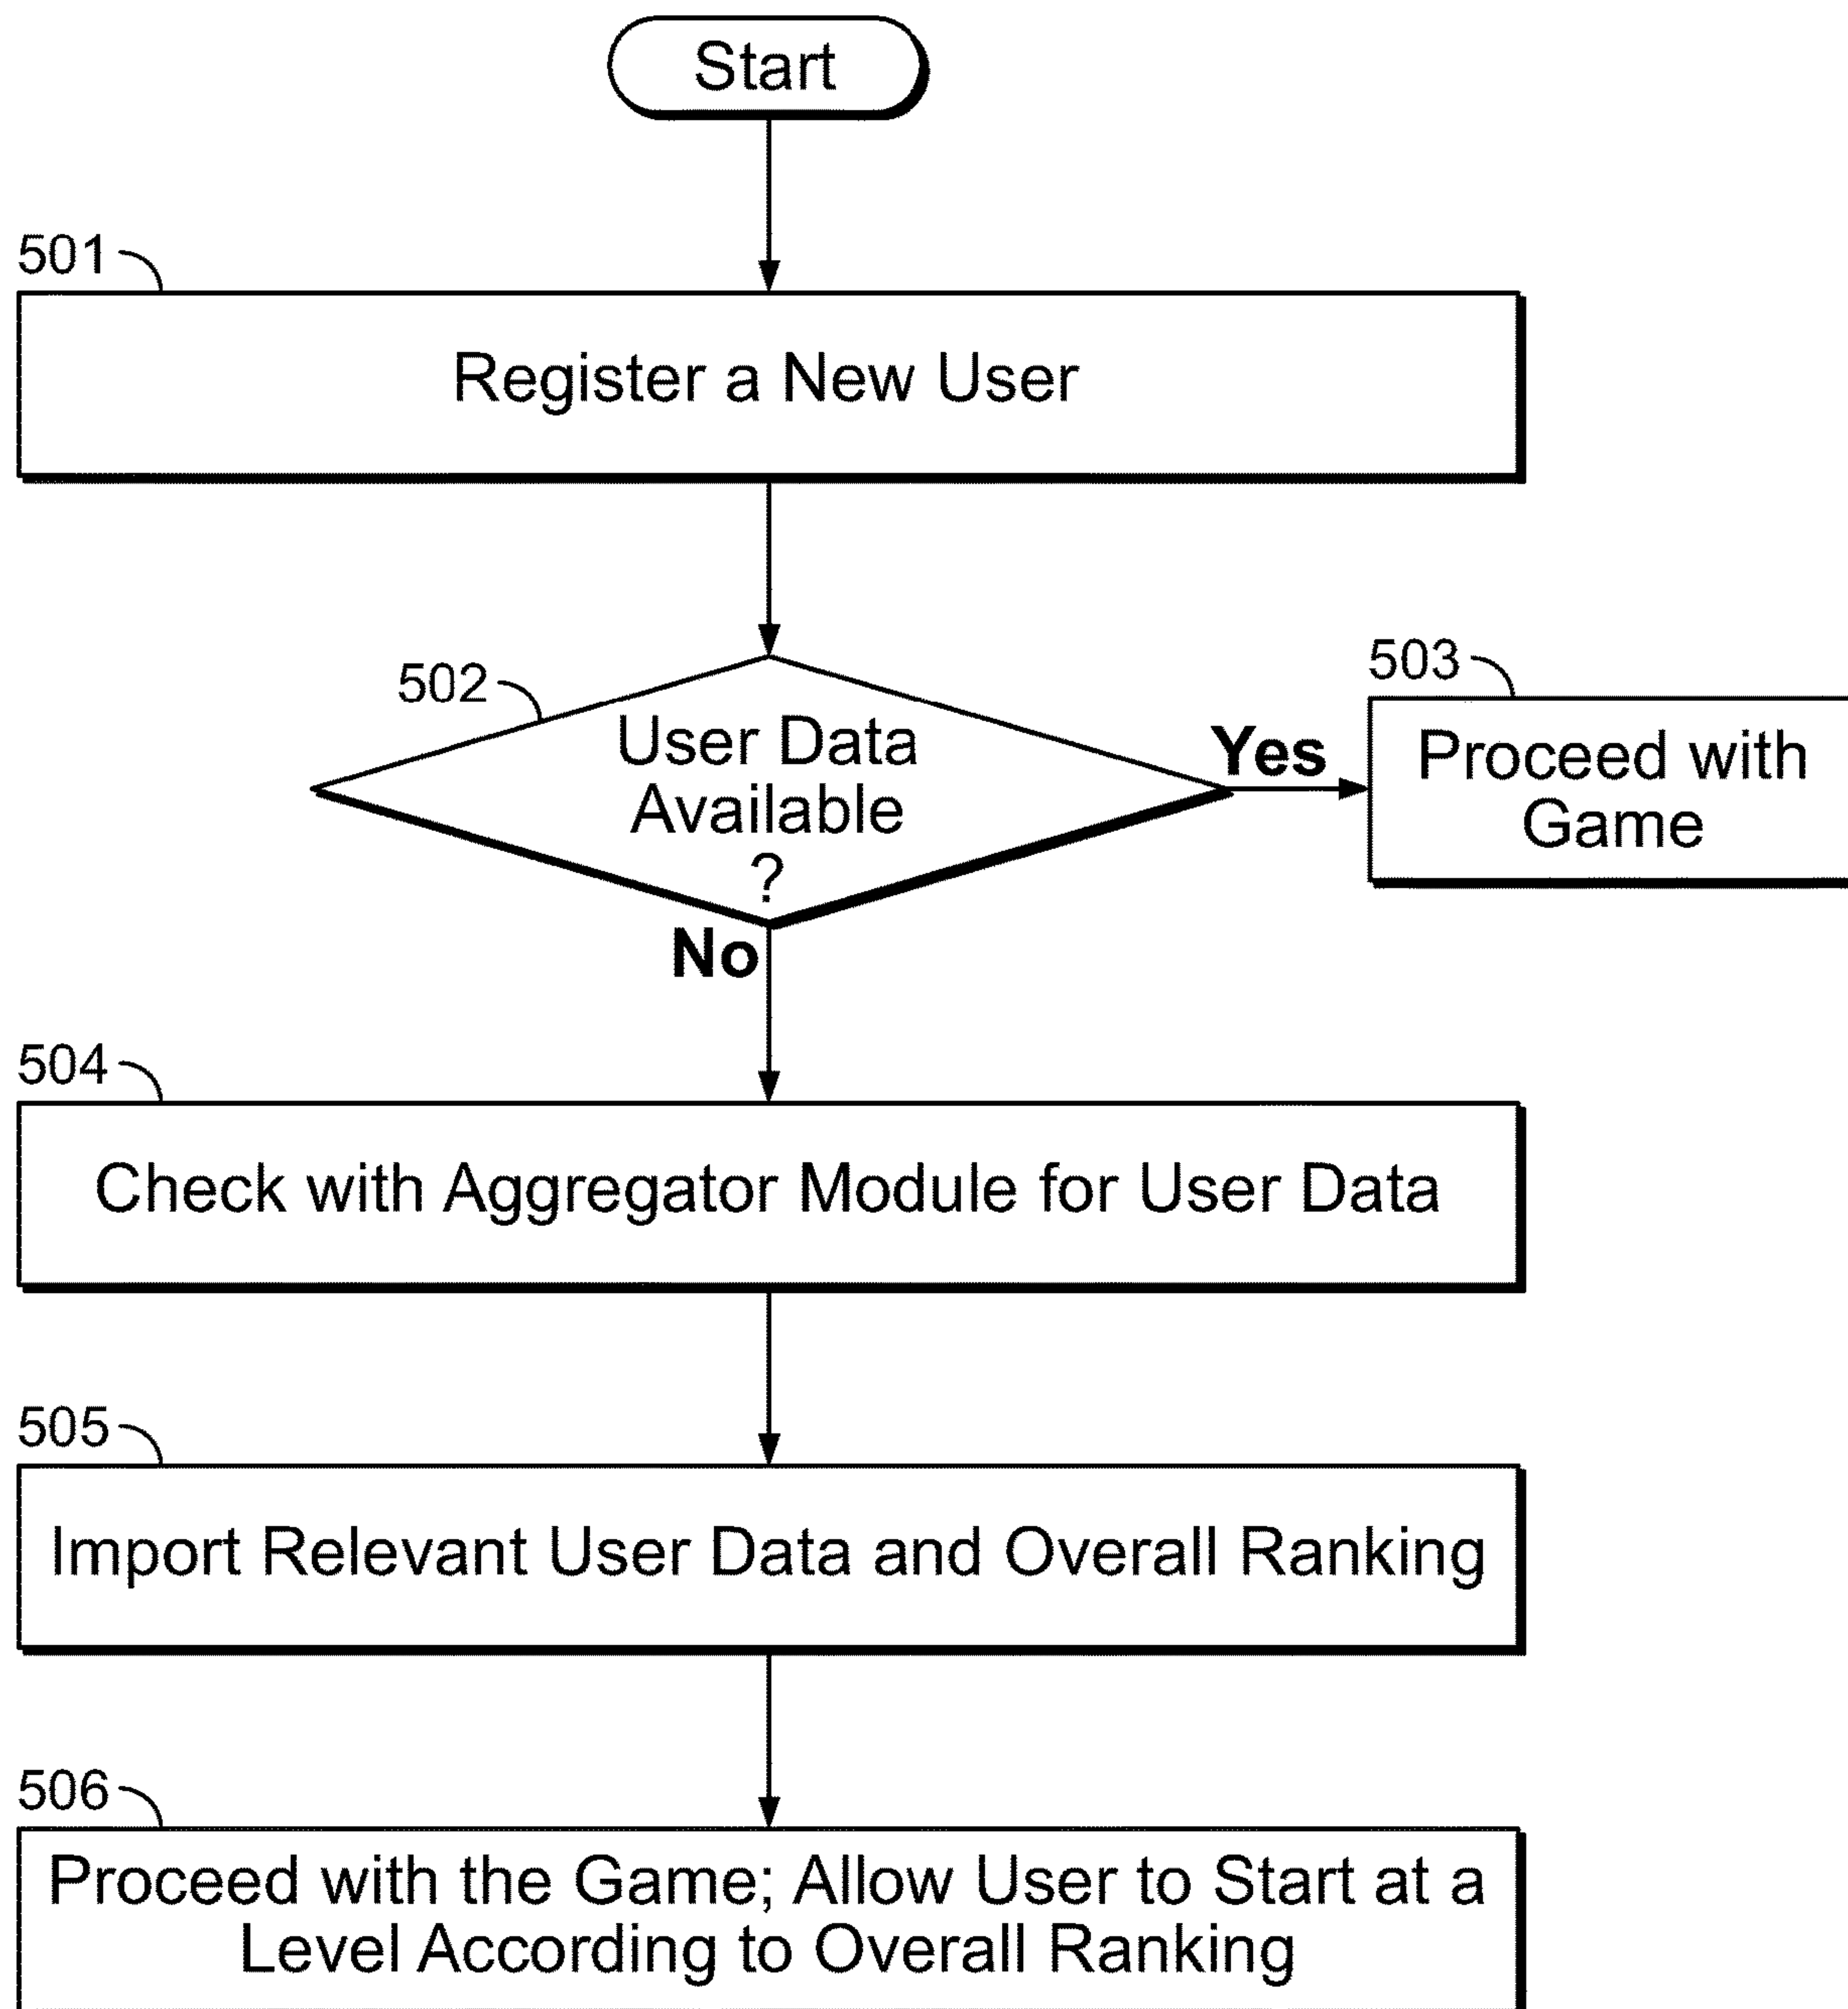 Start
501
Register a New User
502
User Data
Available
?
Yes
503
Proceed with
Game
No
504
Check with Aggregator Module for User Data
505
Import Relevant User Data and Overall Ranking
506
Proceed with the Game; Allow User to Start at a
Level According to Overall Ranking